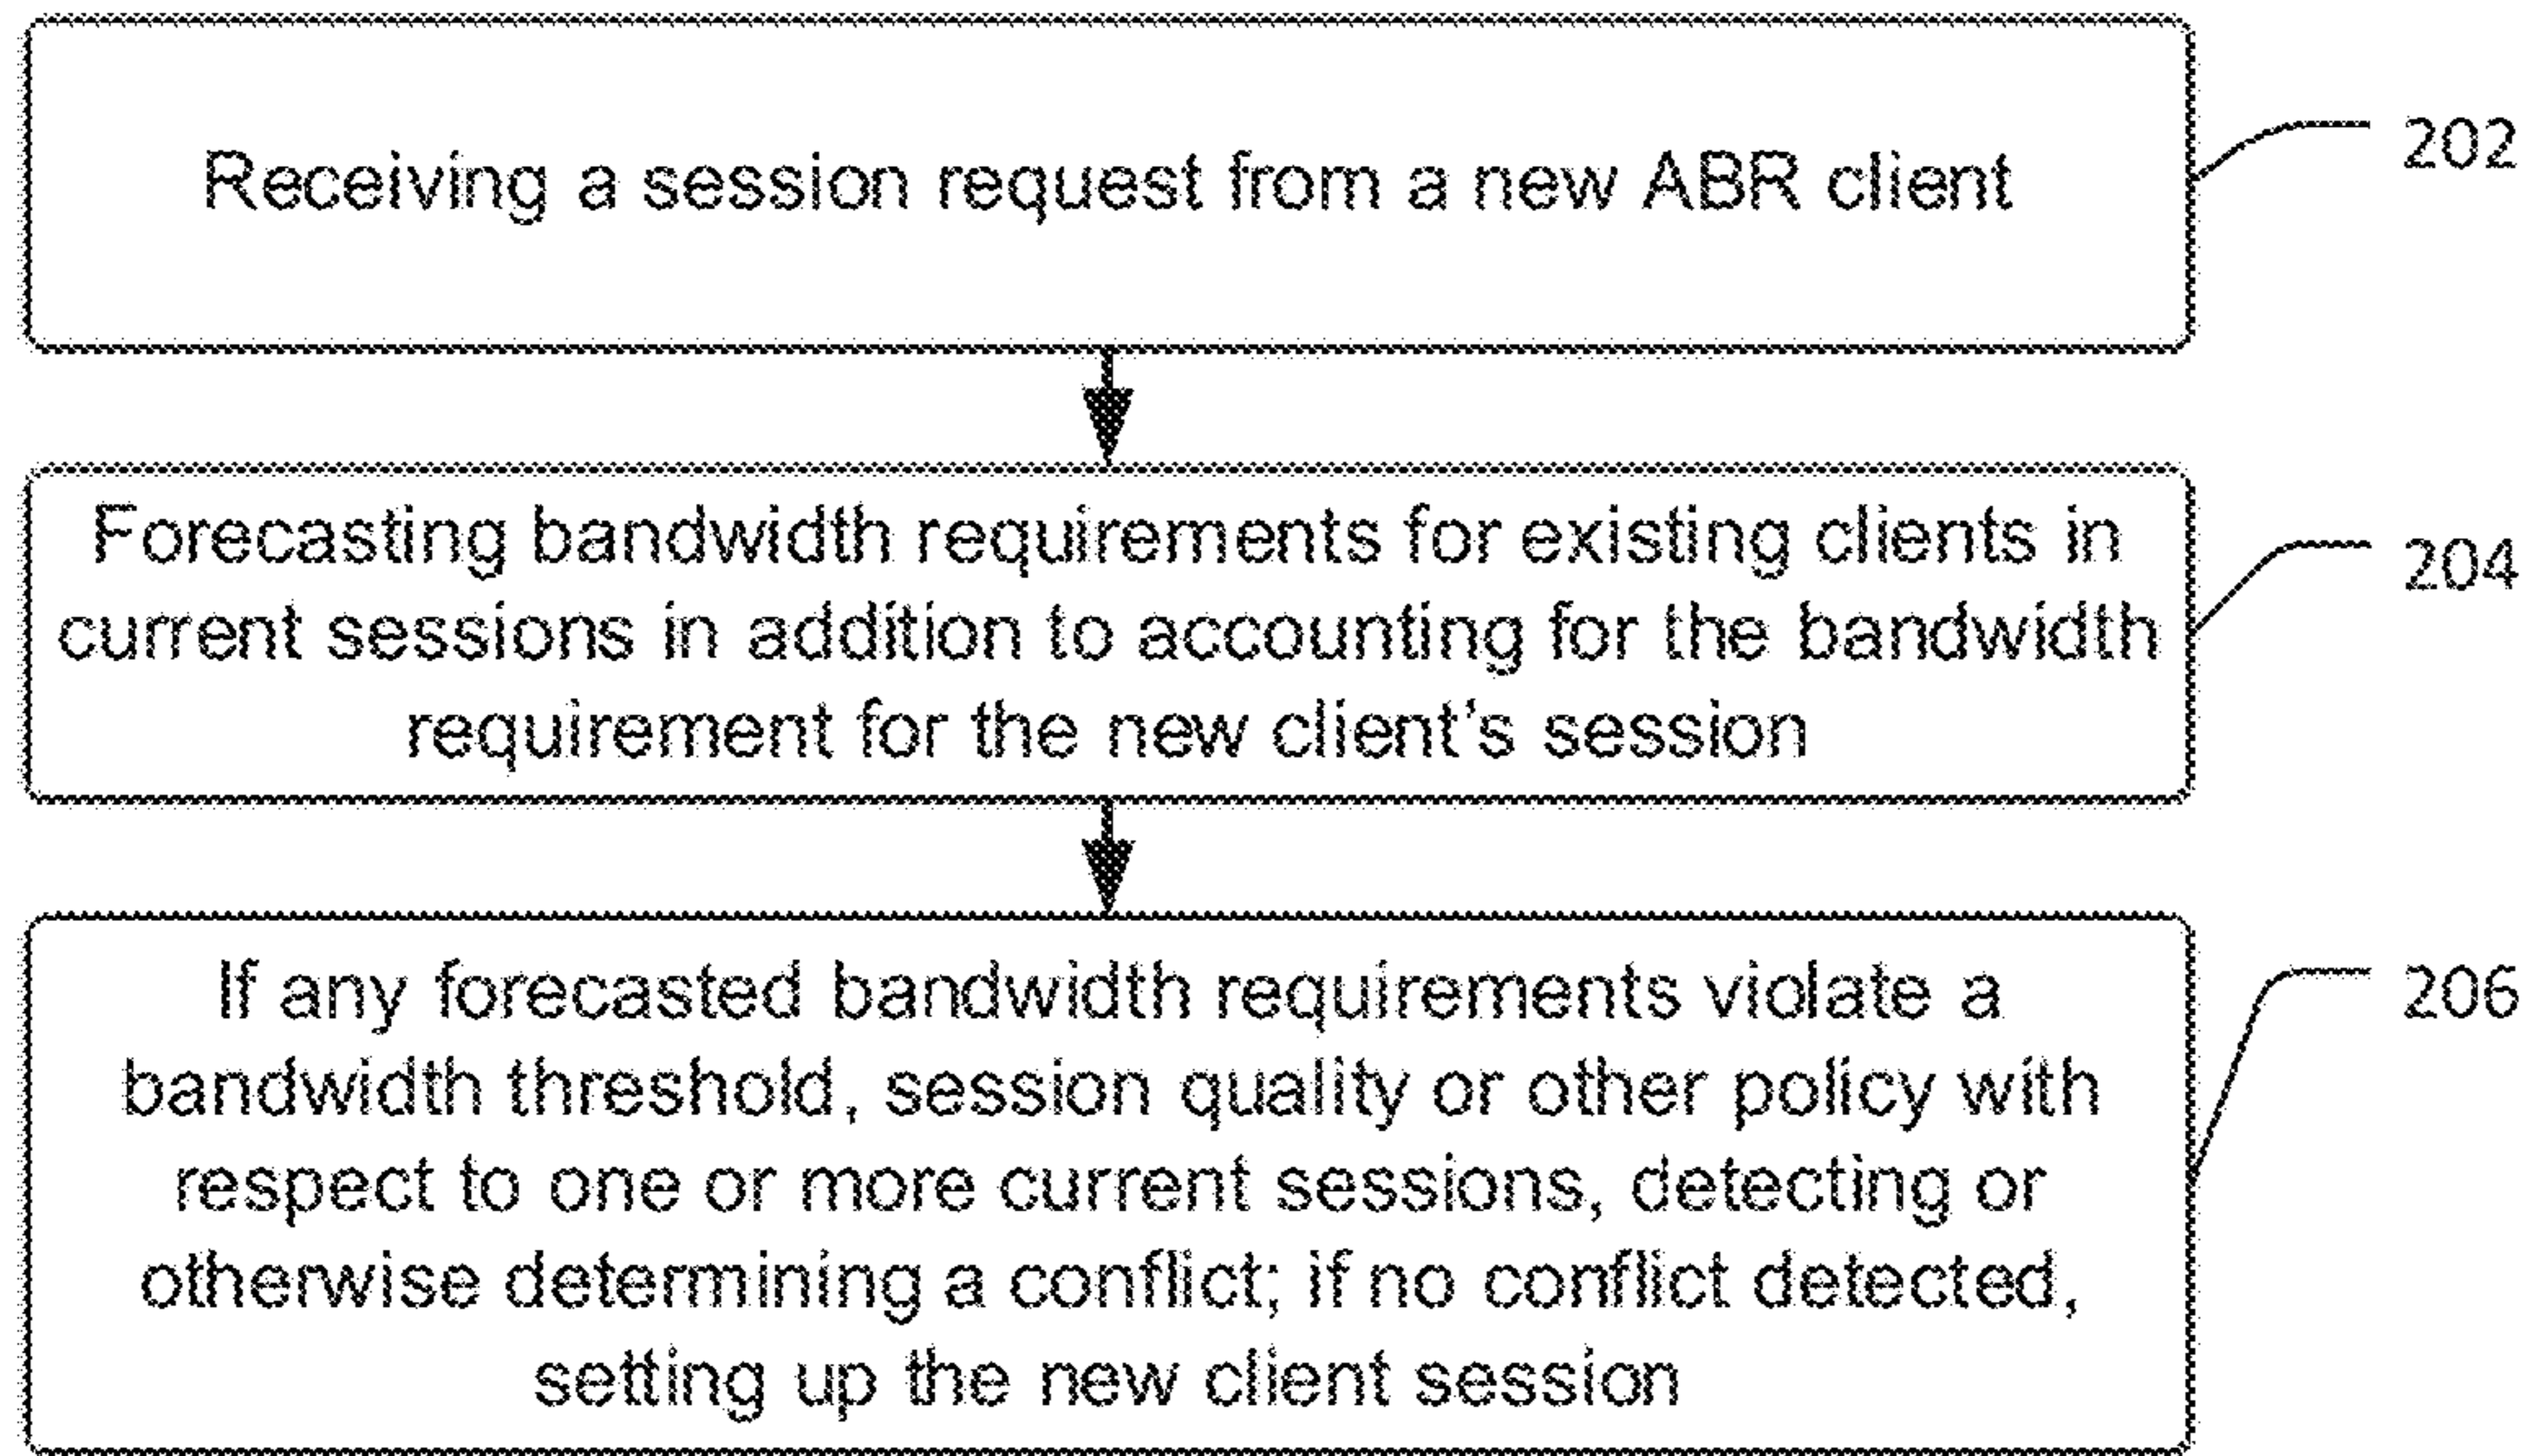 Receiving a session request from a new ABR client
202
Forecasting bandwidth requirements for existing clients in
current sessions in addition to accounting for the bandwidth
requirement for the new client's session
204
If any forecasted bandwidth requirements violate a
bandwidth threshold, session quality or other policy with
respect to one or more current sessions, detecting or
otherwise determining a conflict; if no conflict detected,
setting up the new client session
206